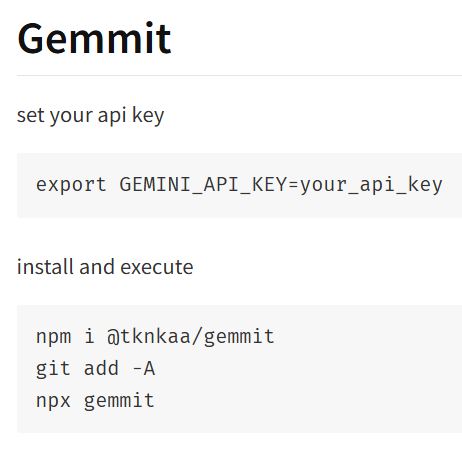 Gemmit
set your api key
export GEMINI_API_KEY=your_api_key
install and execute
npm i @tknkaa/gemmit
git add -A
npx gemmit